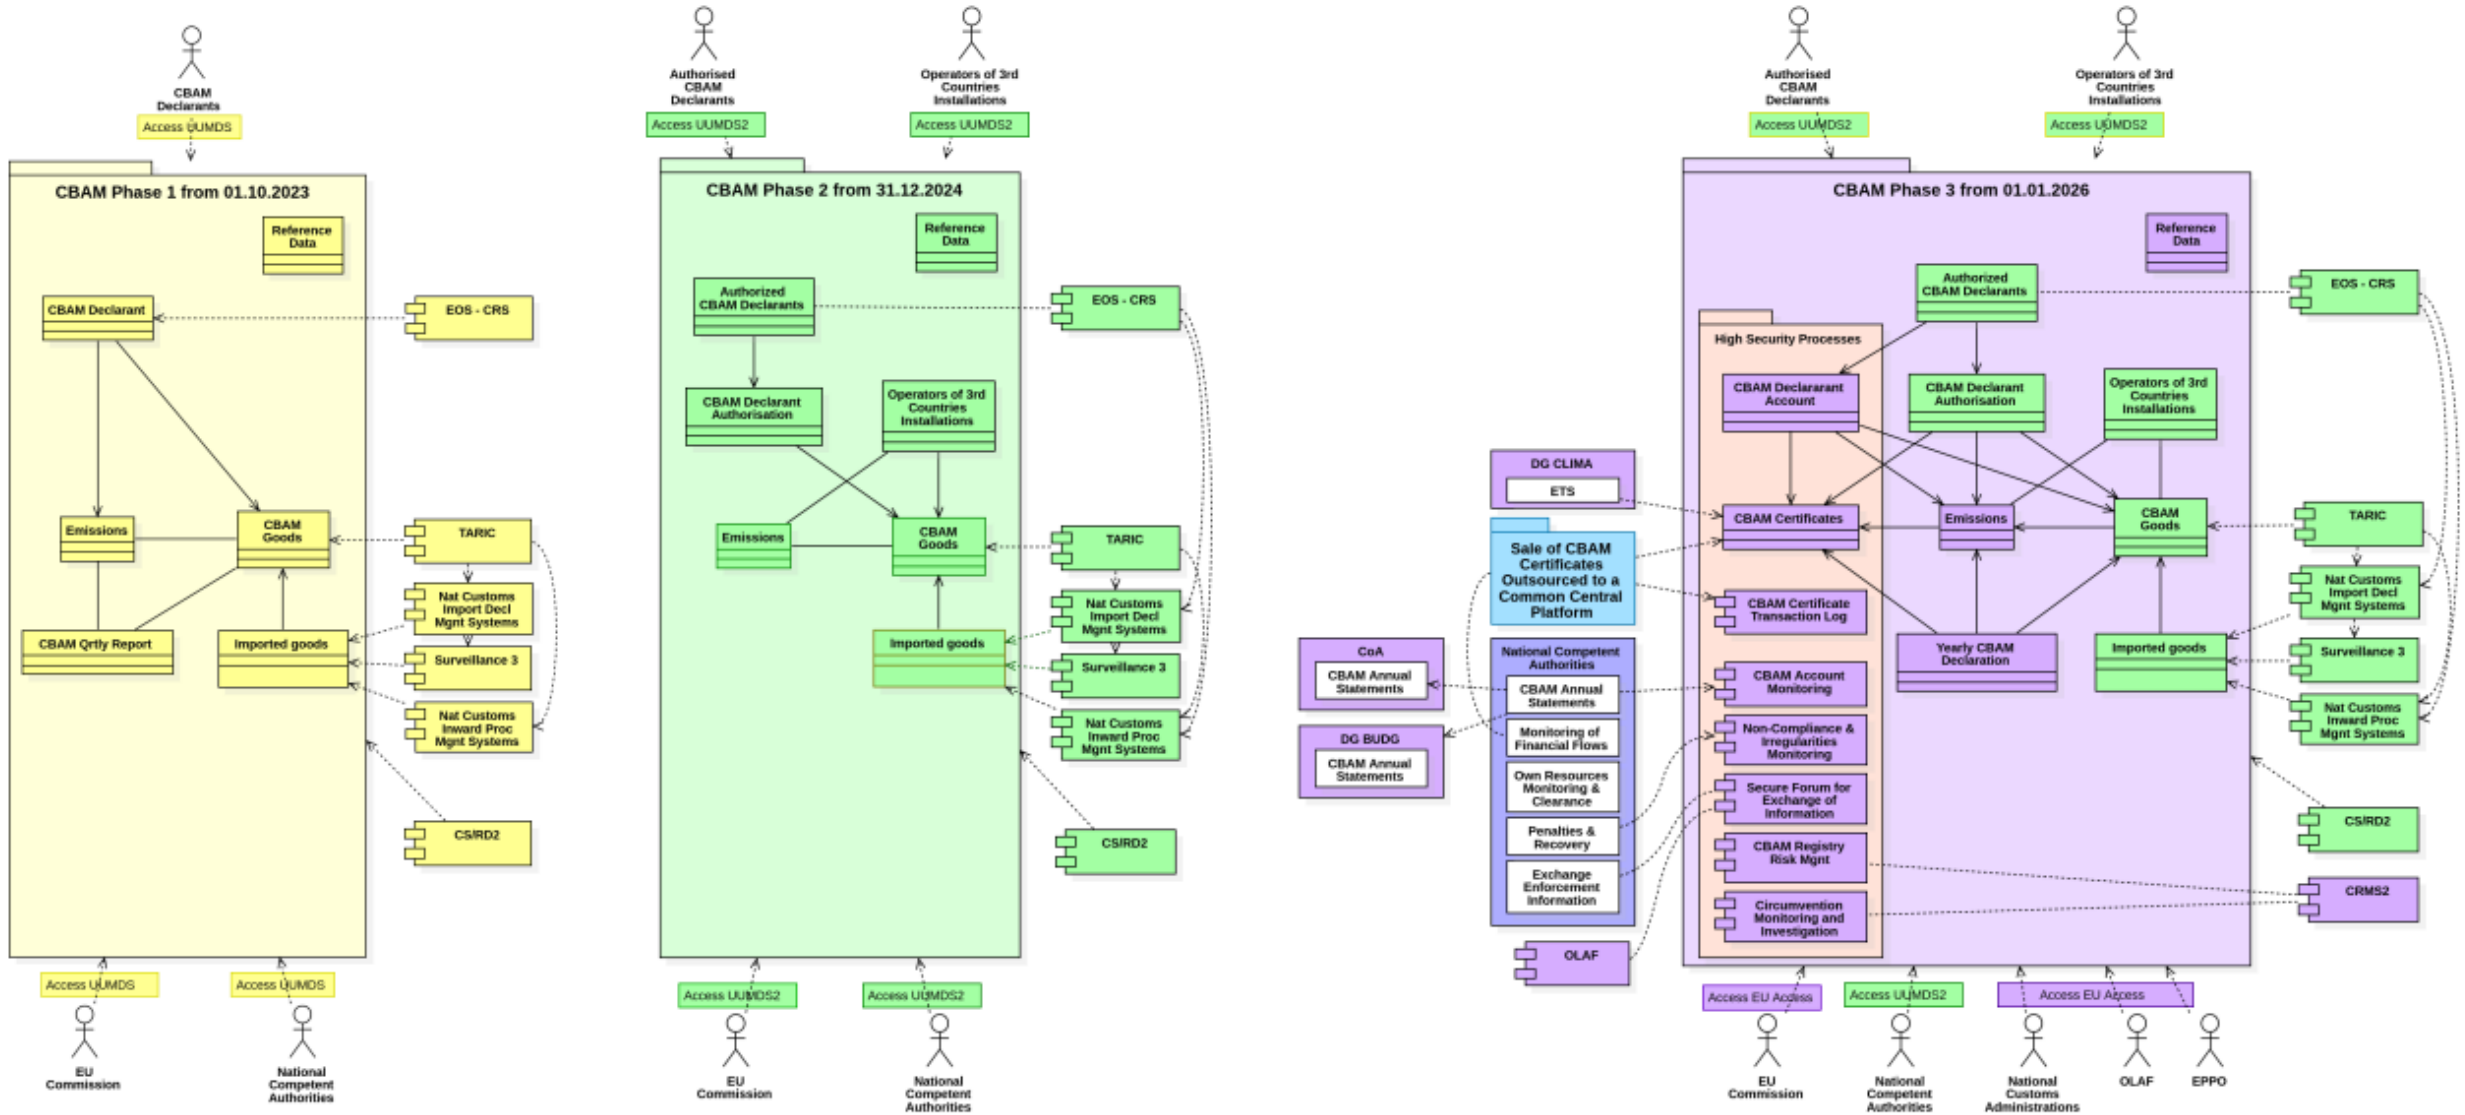 CBAM
Declarants
Access UUMDS
CBAM Phase 1 from 01.10.2023
Reference
Data
CBAM Declarant
EOS - CRS
Emissions
CBAM
Goods
TARIC
Nat Customs
Import Decl
Mgnt Systems
CBAM Qrtly Report
Imported goods
Surveillance 3
Nat Customs
Inward Proc
Mgnt Systems
CS/RD2
Access UUMDS
Access UUMDS
EU
Commission
National
Competent
Authorities
Authorised
CBAM
Declarants
Operators of 3rd
Countries
Installations
Access UUMDS2
Access UUMDS2
CBAM Phase 2 from 31.12.2024
Reference
Data
Authorized
CBAM Declarants
EOS - CRS
CBAM Declarant
Authorisation
Operators of 3rd
Countries
Installations
Emissions
CBAM
Goods
TARIC
Nat Customs
Import Decl
Mgnt Systems
Imported goods
Surveillance 3
Nat Customs
Inward Proc
Mgnt Systems
CS/RD2
Access UUMDS2
Access UUMDS2
EU
Commission
National
Competent
Authorities
Authorised
CBAM
Declarants
Operators of 3rd
Countries
Installations
Access UUMDS2
Access UUMDS2
CBAM Phase 3 from 01.01.2026
Reference
Data
Authorized
CBAM Declarants
EOS - CRS
High Security Processes
CBAM Declararant
Account
CBAM Declarant
Authorisation
Operators of 3rd
Countries
Installations
DG CLIMA
ETS
CBAM Certificates
Emissions
CBAM
Goods
TARIC
Sale of CBAM
Certificates
Outsourced to a
Common Central
Platform
Nat Customs
Import Decl
Mgnt Systems
CBAM Certificate
Transaction Log
Yearly CBAM
Declaration
Imported goods
Surveillance 3
CoA
CBAM Annual
Statements
National Competent
Authorities
CBAM Annual
Statements
CBAM Account
Monitoring
Nat Customs
Inward Proc
Mgnt Systems
DG BUDG
CBAM Annual
Statements
Monitoring of
Financial Flows
Non-Compliance &
Irregularities
Monitoring
Own Resources
Monitoring &
Clearance
Secure Forum for
Exchange of
Information
Penalties &
Recovery
CS/RD2
CBAM Registry
Risk Mgnt
Exchange
Enforcement
Information
CRMS2
Circumvention
Monitoring and
Investigation
OLAF
Access EU Access
Access UUMDS2
Access EU Access
EU
Commission
National
Competent
Authorities
National
Customs
Administrations
OLAF
EPPO